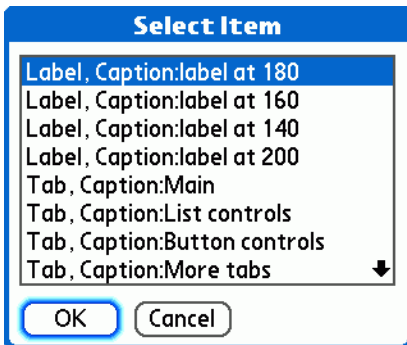 Select Item
Label, Caption:label at 180
Label, Caption:label at 160
Label, Caption:label at 140
Label, Caption:label at 200
Tab, Caption:Main
Tab, Caption:List controls
Tab, Caption:Button controls
Tab, Caption:More tabs
OK Cancel